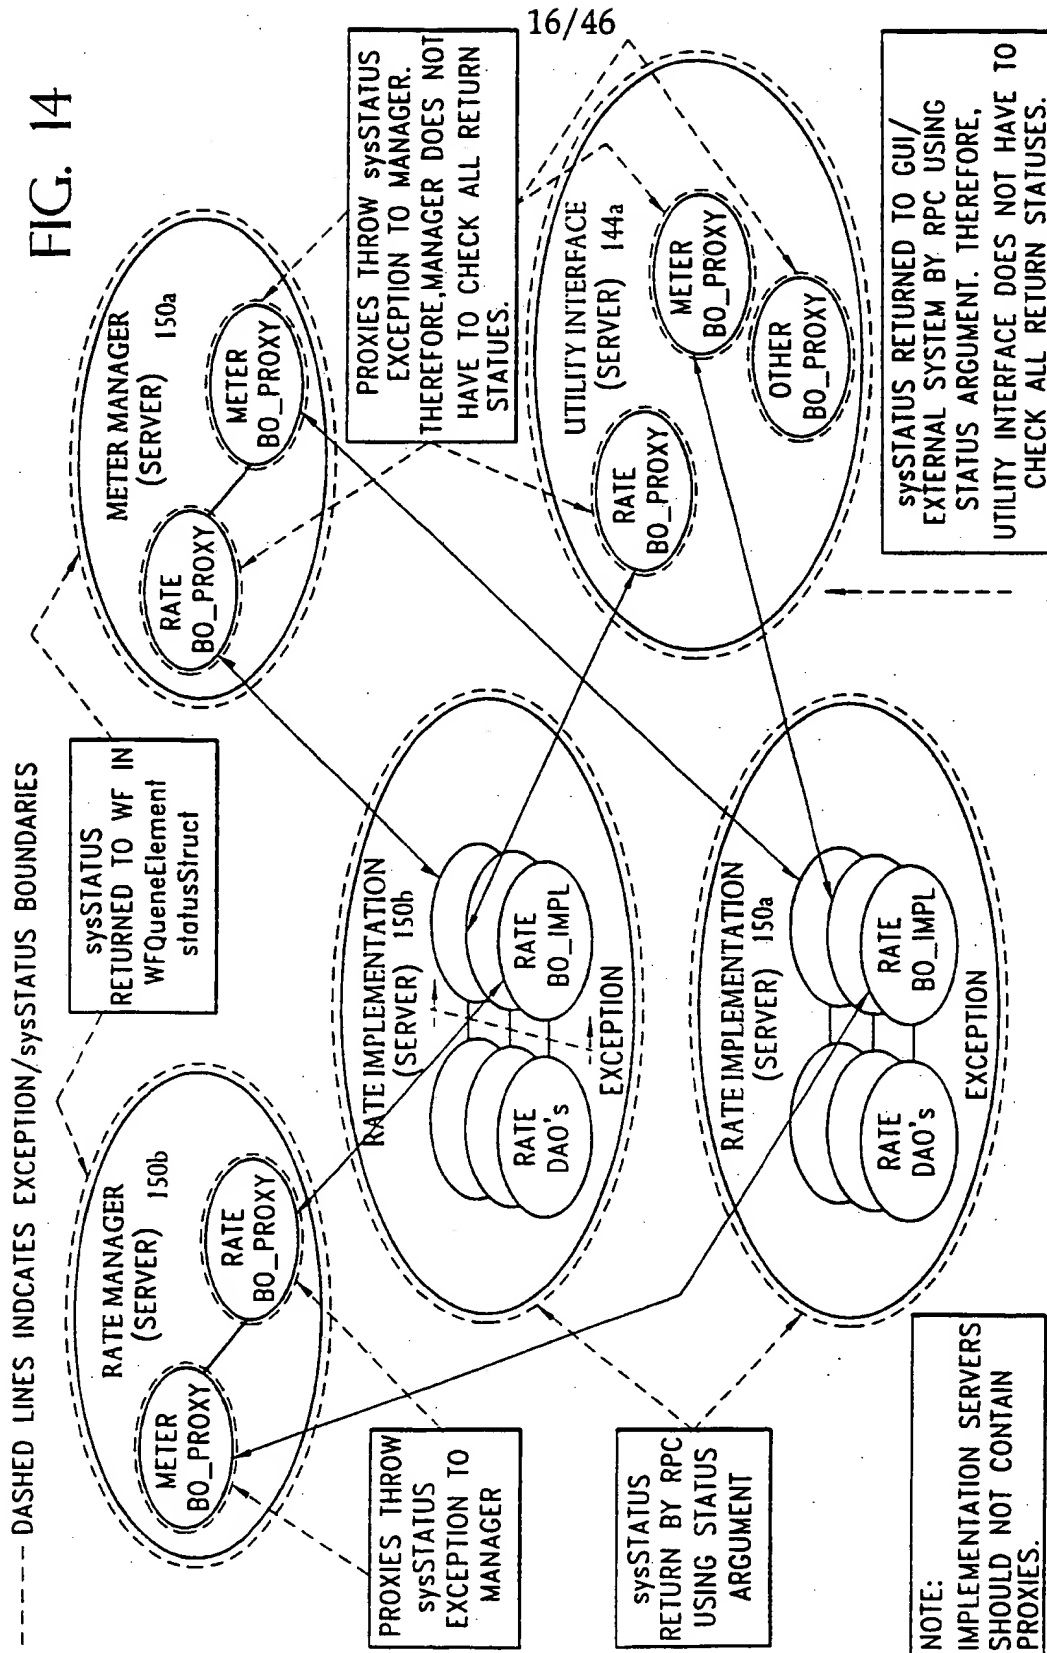 16/46
FIG. 14
----- DASHED LINES INDCATES EXCEPTION/sysSTATUS BOUNDARIES
RATE MANAGER
(SERVER) 150b
METER
BO_PROXY
RATE
BO_PROXY
sysSTATUS
RETURNED TO WF IN
WFQueneElement
statusStruct
METER MANAGER
(SERVER) 150a
RATE
BO_PROXY
METER
BO_PROXY
PROXIES THROW
sysSTATUS
EXCEPTION TO
MANAGER
RATE IMPLEMENTATION
(SERVER) 150b
RATE
DAO's
RATE
BO_IMPL
EXCEPTION
PROXIES THROW sysSTATUS
EXCEPTION TO MANAGER.
THEREFORE,MANAGER DOES NOT
HAVE TO CHECK ALL RETURN
STATUES.
sysSTATUS
RETURN BY RPC
USING STATUS
ARGUMENT
UTILITY INTERFACE
(SERVER) 144a
RATE
BO_PROXY
METER
BO_PROXY
OTHER
BO_PROXY
RATE IMPLEMENTATION
(SERVER) 150a
RATE
DAO's
RATE
BO_IMPL
EXCEPTION
NOTE:
IMPLEMENTATION SERVERS
SHOULD NOT CONTAIN
PROXIES.
sysSTATUS RETURNED TO GUI/
EXTERNAL SYSTEM BY RPC USING
STATUS ARGUMENT. THEREFORE,
UTILITY INTERFACE DOES NOT HAVE TO
CHECK ALL RETURN STATUSES.